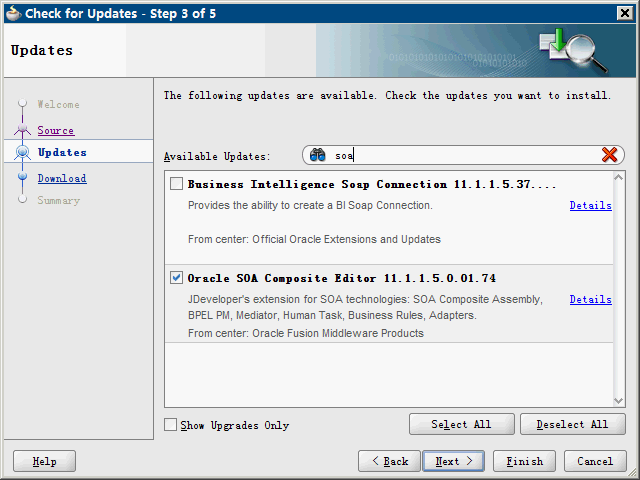 Check for Updates - Step 3 of 5
Updates
Welcome
Source
Updates
Download
Summary
The following updates are available. Check the updates you want to install.
Available Updates:
soa
Business Intelligence Soap Connection 11.1.1.5.37....
Provides the ability to create a BI Soap Connection.
Details
From center: Official Oracle Extensions and Updates
Oracle SOA Composite Editor 11.1.1.5.0.01.74
JDeveloper's extension for SOA technologies: SOA Composite Assembly,
Details
BPEL PM, Mediator, Human Task, Business Rules, Adapters.
From center: Oracle Fusion Middleware Products
Show Upgrades Only
Select All
Deselect All
Help
< Back
Next >
Finish
Cancel